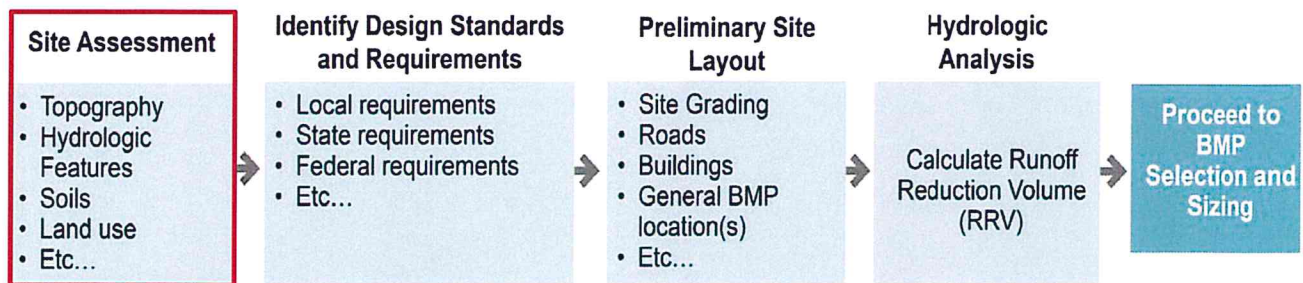 Site Assessment
• Topography
• Hydrologic
Features
• Soils
• Land use
• Etc...
Identify Design Standards
and Requirements
• Local requirements
• State requirements
• Federal requirements
• Etc...
Preliminary Site
Layout
• Site Grading
• Roads
• Buildings
• General BMP
location(s)
• Etc...
Hydrologic
Analysis
Calculate Runoff
Reduction Volume
(RRV)
Proceed to
BMP
Selection and
Sizing